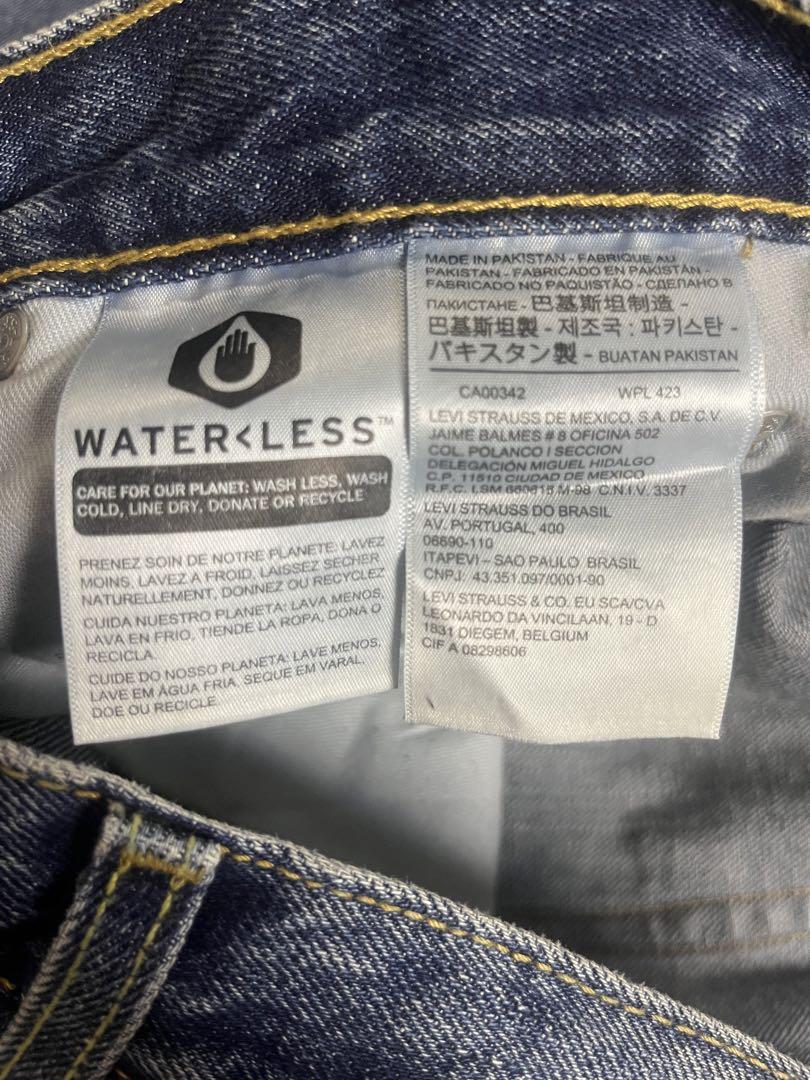 WATER<LESS™
CARE FOR OUR PLANET: WASH LESS, WASH
COLD, LINE DRY, DONATE OR RECYCLE
PRENEZ SOIN DE NOTRE PLANETE: LAVEZ
MOINS, LAVEZ À FROID, LAISSEZ SECHER
NATURELLEMENT, DONNEZ OU RECYCLEZ
CUIDA NUESTRO PLANETA: LAVA MENOS,
LAVA EN FRIO, TIENDE LA ROPA, DONA O
RECICLA.
CUIDE DO NOSSO PLANETA: LAVE MENOS,
LAVE EM ÁGUA FRIA, SEQUE EM VARAL,
DOE OU RECICLE.
MADE IN PAKISTAN - FABRIQUE AU
PAKISTAN - FABRICADO EN PAKISTÁN -
FABRICADO NO PAQUISTÃO - СДЕЛАНО В
ПАКИСТАНЕ - 巴基斯坦制造 -
巴基斯坦製 - 제조국 : 파키스탄 -
パキスタン製 - BUATAN PAKISTAN
CA00342 WPL 423
LEVI STRAUSS DE MEXICO, S.A. DE C.V.
JAIME BALMES # 8 OFICINA 502
COL. POLANCO I SECCION
DELEGACIÓN MIGUEL HIDALGO
C.P. 11510 CIUDAD DE MEXICO
R.F.C. LSM 650618 M-98 C.N.I.V. 3337
LEVI STRAUSS DO BRASIL
AV. PORTUGAL, 400
06690-110
ITAPEVI – SAO PAULO BRASIL
CNPJ: 43.351.097/0001-90
LEVI STRAUSS & CO. EU SCA/CVA
LEONARDO DA VINCILAAN, 19 - D
1831 DIEGEM, BELGIUM
CIF A 08298606